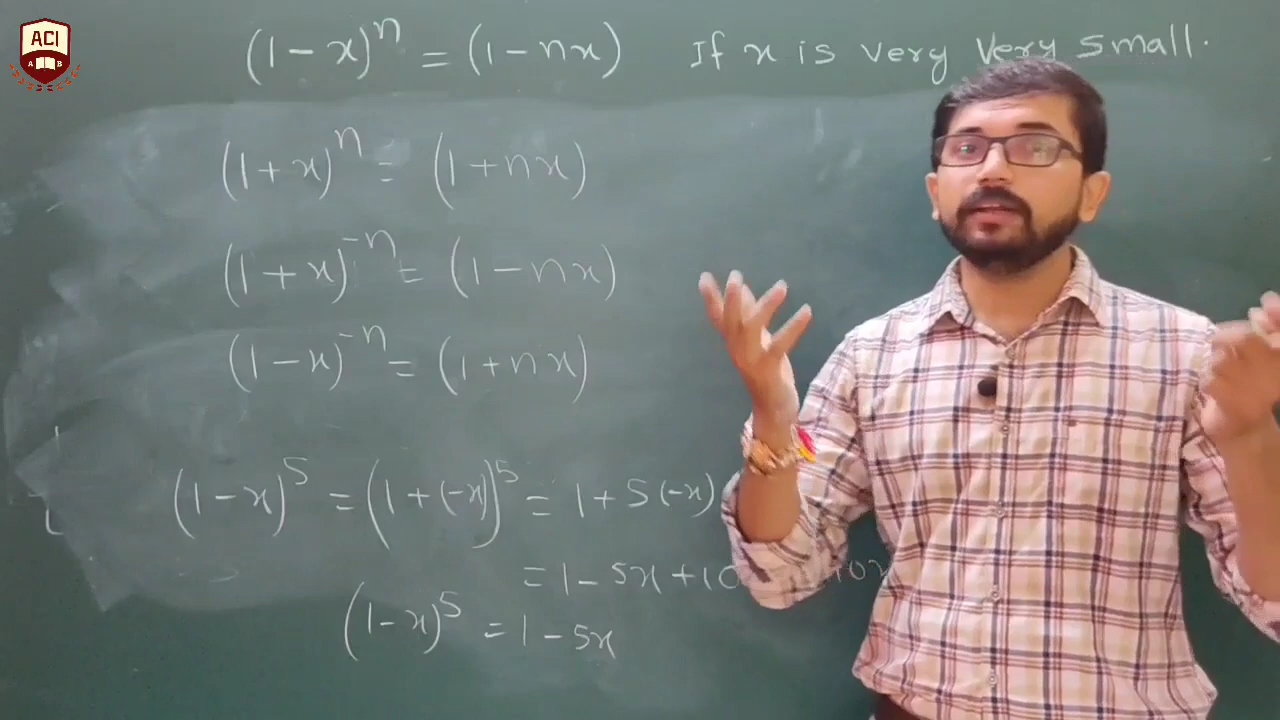 ACI
A B
(1-x)^n = (1-nx) If x is very very small.
(1+x)^n = (1+nx)
(1+x)^-n = (1-nx)
(1-x)^-n = (1+nx)
(1-x)^5 = (1+(-x))^5 = 1+5(-x)
=1-5x+10
(1-x)^5 = 1-5x